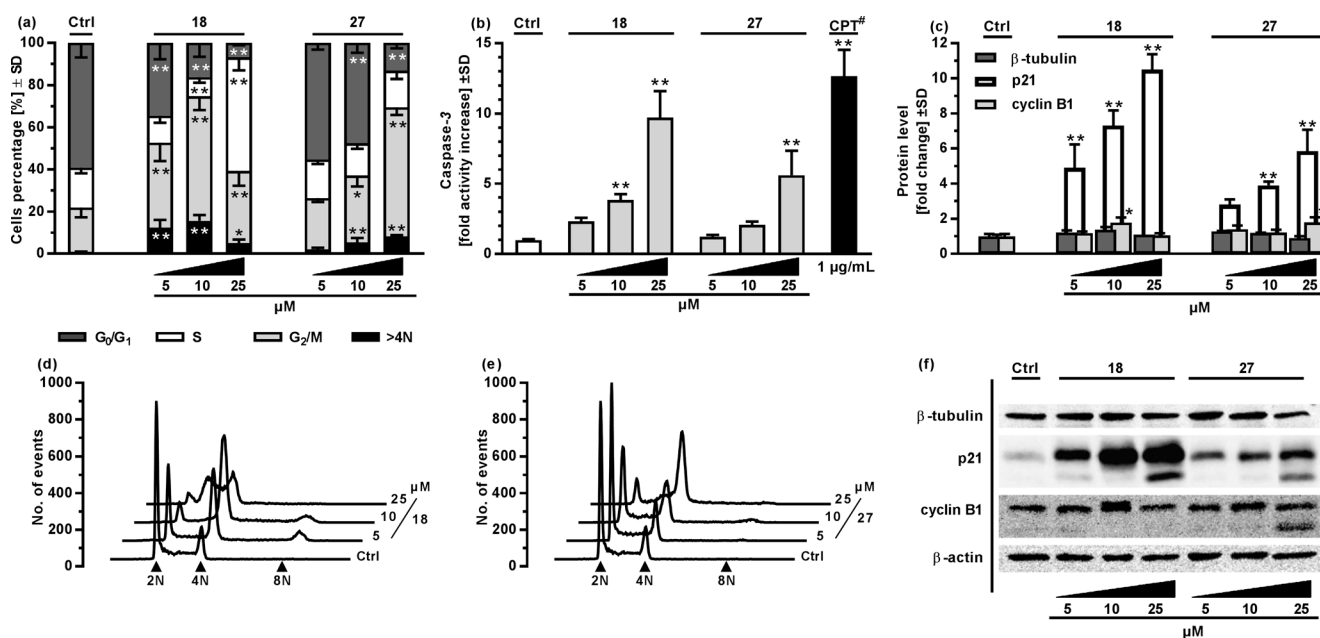 (a)
Ctrl
18
27
Cells percentage [%] ± SD
100
80
60
40
20
0
** ** **
** ** **
** ** **
** ** *
** **
* **
** **
5 10 25 5 10 25
µM
G0/G1 S G2/M >4N
(b)
Ctrl
18
27
CPT#
Caspase-3
[fold activity increase] ±SD
15
10
5
0
** ** ** **
1 µg/mL
5 10 25 5 10 25
µM
(c)
Ctrl
18
27
β-tubulin
p21
cyclin B1
Protein level
[fold change] ±SD
12
10
8
6
4
2
0
** ** ** ** **
*
5 10 25 5 10 25
µM
(d)
No. of events
1000
800
600
400
200
0
2N 4N 8N
25
10
5
Ctrl
µM
18
(e)
No. of events
1000
800
600
400
200
0
2N 4N 8N
25
10
5
Ctrl
µM
27
(f)
Ctrl 18 27
β-tubulin
p21
cyclin B1
β-actin
5 10 25 5 10 25
µM